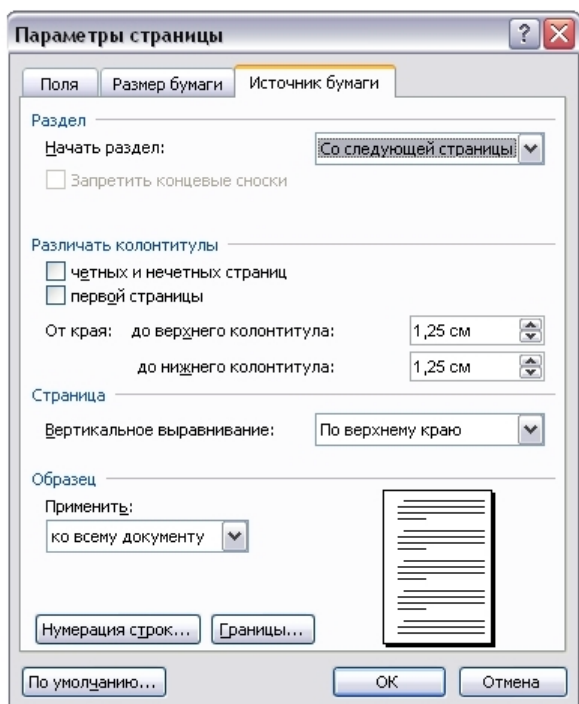 Параметры страницы
Поля Размер бумаги Источник бумаги
Раздел
Начать раздел: Со следующей страницы
Запретить концевые сноски
Различать колонтитулы
четных и нечетных страниц
первой страницы
От края: до верхнего колонтитула: 1,25 см
до нижнего колонтитула: 1,25 см
Страница
Вертикальное выравнивание: По верхнему краю
Образец
Применить:
ко всему документу
Нумерация строк... Границы...
По умолчанию... ОК Отмена